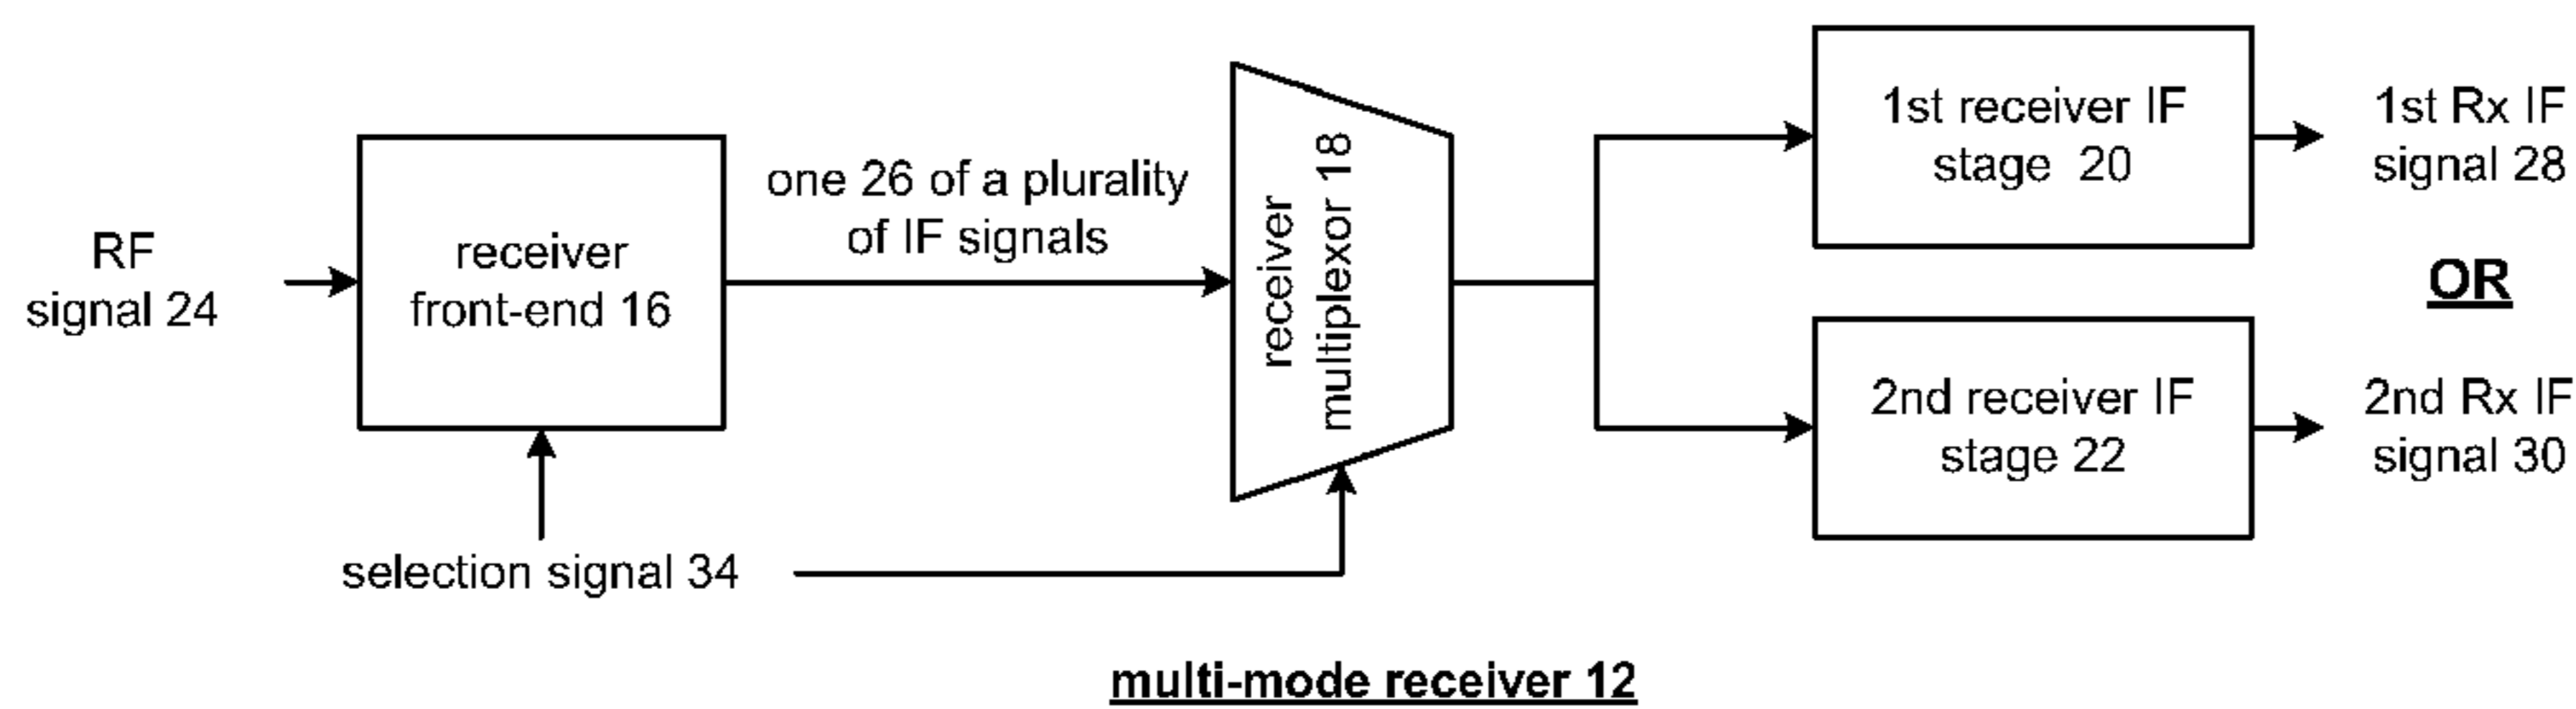 RF
signal 24
receiver
front-end 16
one 26 of a plurality
of IF signals
receiver
multiplexor 18
1st receiver IF
stage 20
1st Rx IF
signal 28
OR
2nd receiver IF
stage 22
2nd Rx IF
signal 30
selection signal 34
multi-mode receiver 12